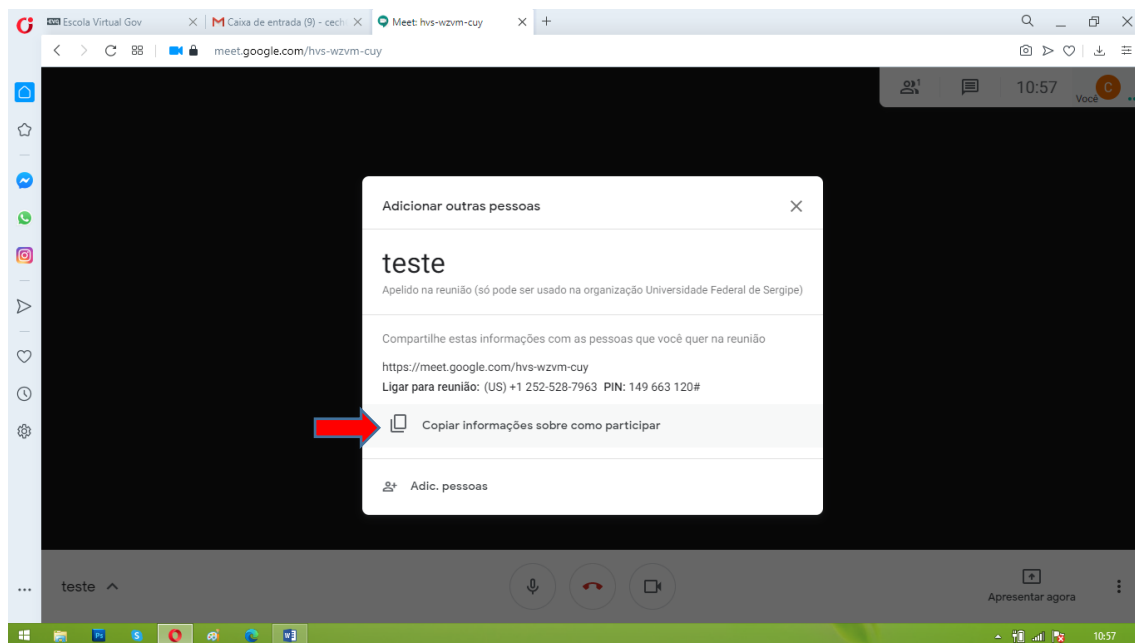 Escola Virtual Gov
Caixa de entrada (9) - cech
Meet: hvs-wzvm-cuy
meet.google.com/hvs-wzvm-cuy
1
10:57
Você
C
Adicionar outras pessoas
teste
Apelido na reunião (só pode ser usado na organização Universidade Federal de Sergipe)
Compartilhe estas informações com as pessoas que você quer na reunião
https://meet.google.com/hvs-wzvm-cuy
Ligar para reunião: (US) +1 252-528-7963 PIN: 149 663 120#
Copiar informações sobre como participar
Adic. pessoas
teste
Apresentar agora
Ps
10:57